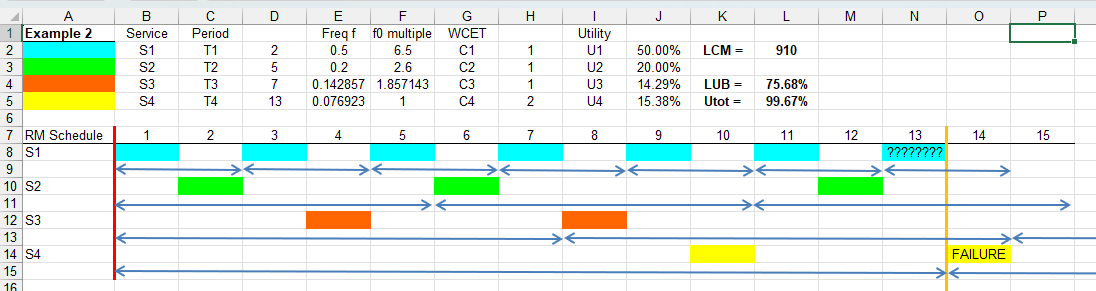 A B C D E F G H I J K L M N O P
1 Example 2 Service Period Freq f f0 multiple WCET Utility
2 S1 T1 2 0.5 6.5 C1 1 U1 50.00% LCM = 910
3 S2 T2 5 0.2 2.6 C2 1 U2 20.00%
4 S3 T3 7 0.142857 1.857143 C3 1 U3 14.29% LUB = 75.68%
5 S4 T4 13 0.076923 1 C4 2 U4 15.38% Utot = 99.67%
6
7 RM Schedule 1 2 3 4 5 6 7 8 9 10 11 12 13 14 15
8 S1 ????????
9
10 S2
11
12 S3
13
14 S4 FAILURE
15
16